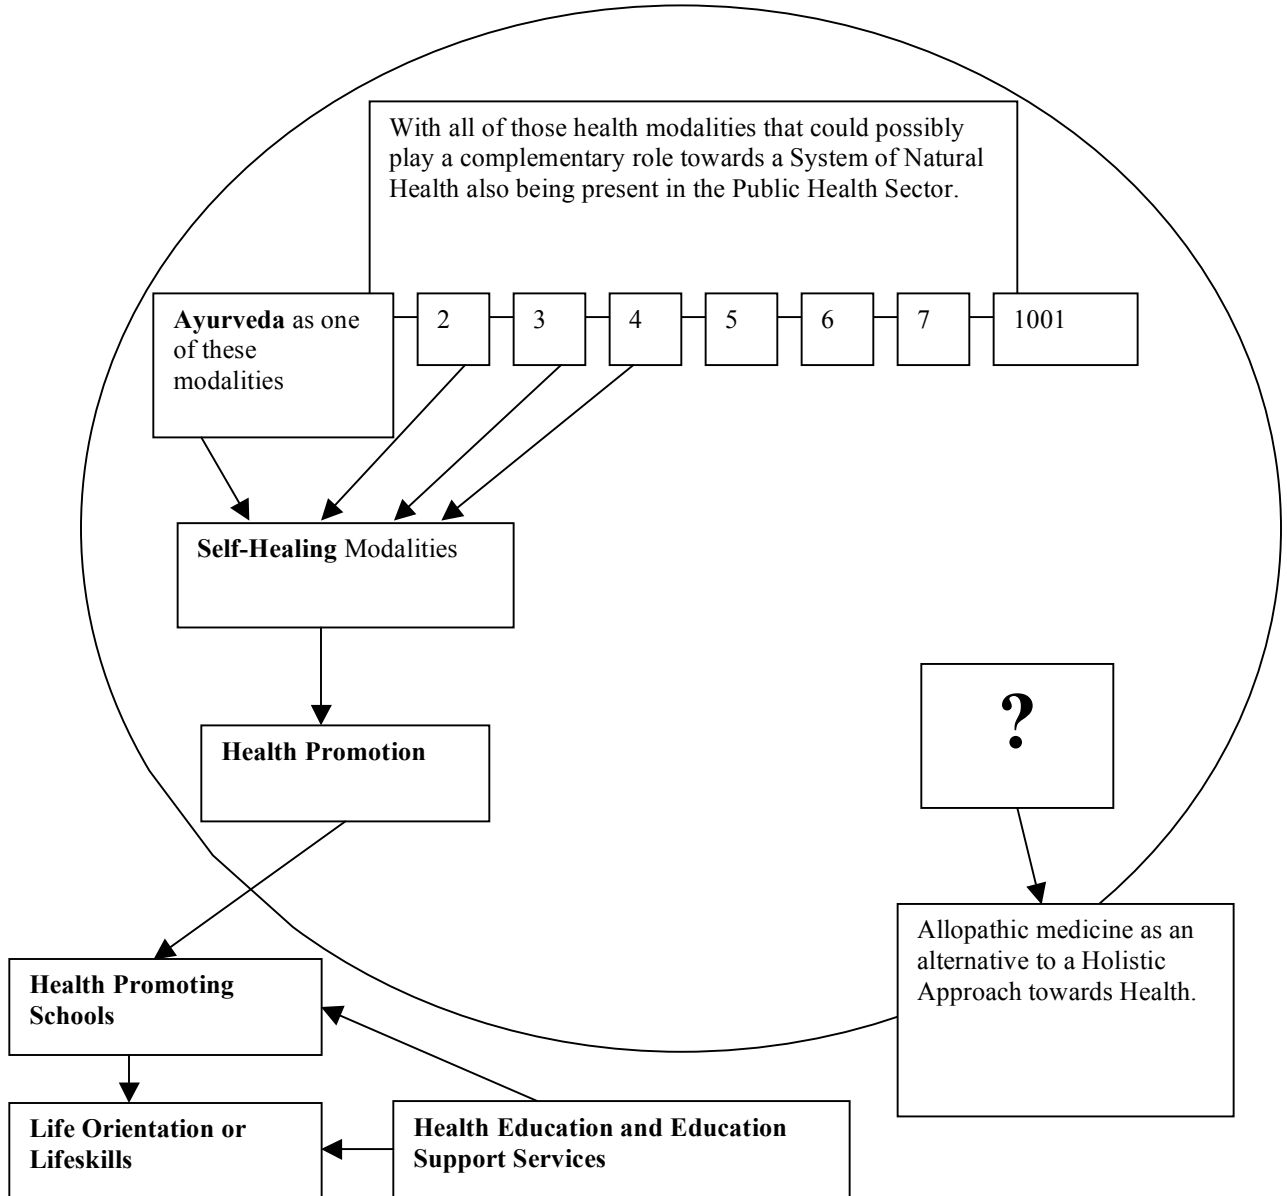 With all of those health modalities that could possibly
play a complementary role towards a System of Natural
Health also being present in the Public Health Sector.
Ayurveda as one
of these
modalities
2
3
4
5
6
7
1001
Self-Healing Modalities
Health Promotion
?
Allopathic medicine as an
alternative to a Holistic
Approach towards Health.
Health Promoting
Schools
Life Orientation or
Lifeskills
Health Education and Education
Support Services